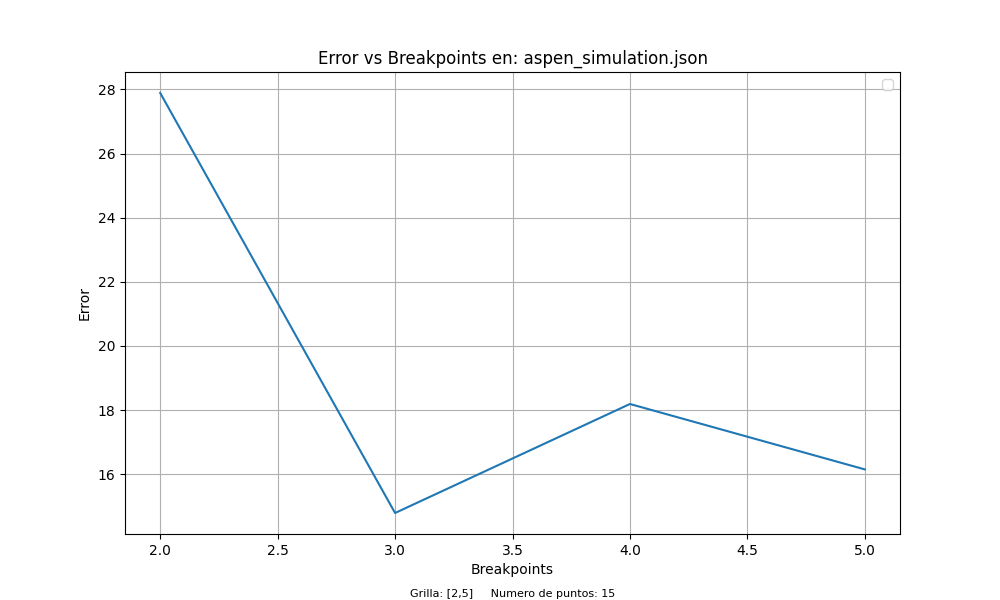 Error vs Breakpoints en: aspen_simulation.json
28
26
24
22
20
18
16
Error
2.0 2.5 3.0 3.5 4.0 4.5 5.0
Breakpoints
Grilla: [2,5] Numero de puntos: 15